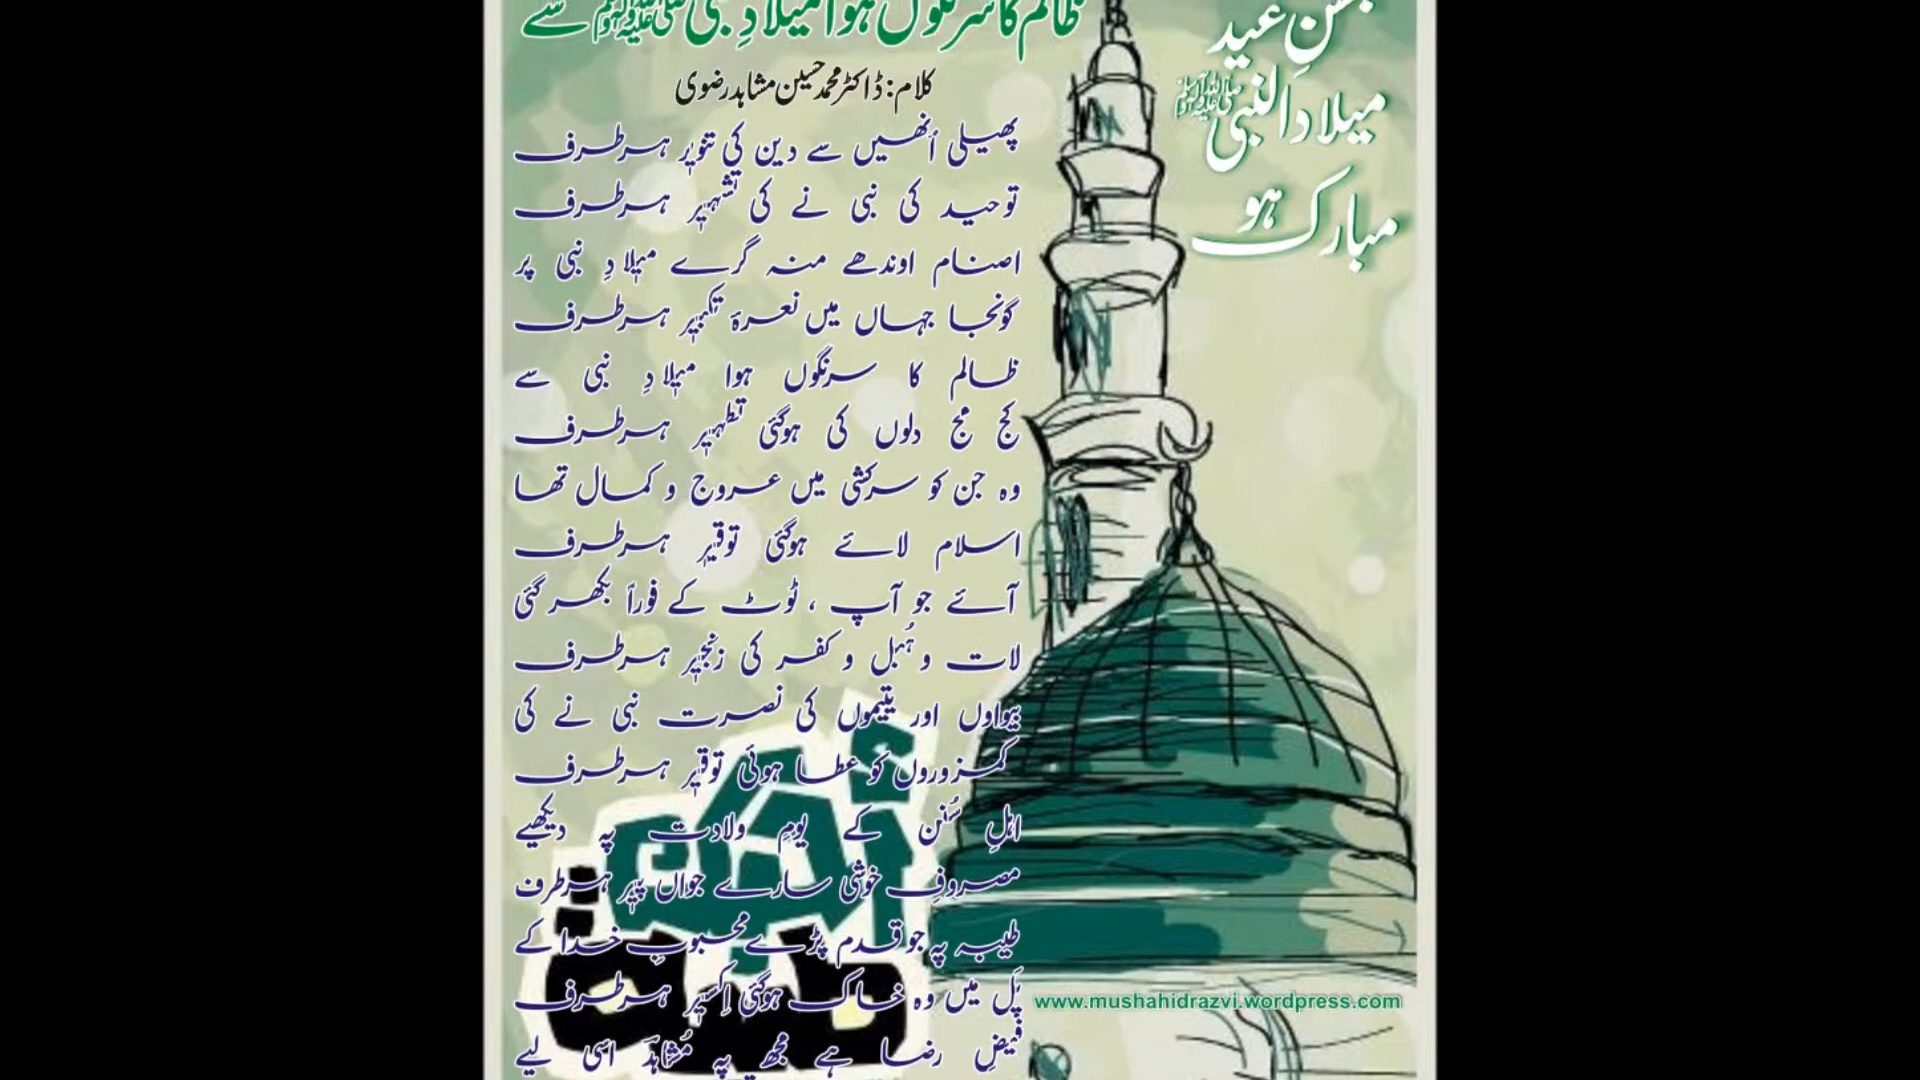 ظالم کا سرنگوں ہوا میلادِ نبی ﷺ سے
کلام: ڈاکٹر محمد حسین مشاہد رضوی
پھیلی اُنھیں سے دین کی تنویر ہر طرف
توحید کی نبی نے کی تشہیر ہر طرف
اصنام اوندھے منہ گرے میلادِ نبی پر
گونجا جہاں میں نعرۂ تکبیر ہر طرف
ظالم کا سرنگوں ہوا میلادِ نبی سے
کج مج دلوں کی ہوگئی تطہیر ہر طرف
وہ جن کو سرکشی میں عروج و کمال تھا
اسلام لائے ہوگئی توقیر ہر طرف
آئے جو آپ ، ٹوٹ کے فوراً بکھر گئی
لات و ہُبل و کفر کی زنجیر ہر طرف
بیواوں اور یتیموں کی نصرت نبی نے کی
کمزوروں کو عطا ہوئی توقیر ہر طرف
اہلِ سُنن کے یومِ ولادت پہ دیکھیے
مصروفِ خوشی سارے جواں پیر ہر طرف
طیبہ پہ جو قدم پڑے محبوبِ خدا کے
پَل میں وہ خاک ہوگئی اِکسیر ہر طرف
فیضِ رضا ہے مجھ پہ مُشاہدؔ اسی لیے
جشنِ عید
میلاد النبی ﷺ
مبارک ہو
www.mushahidrazvi.wordpress.com